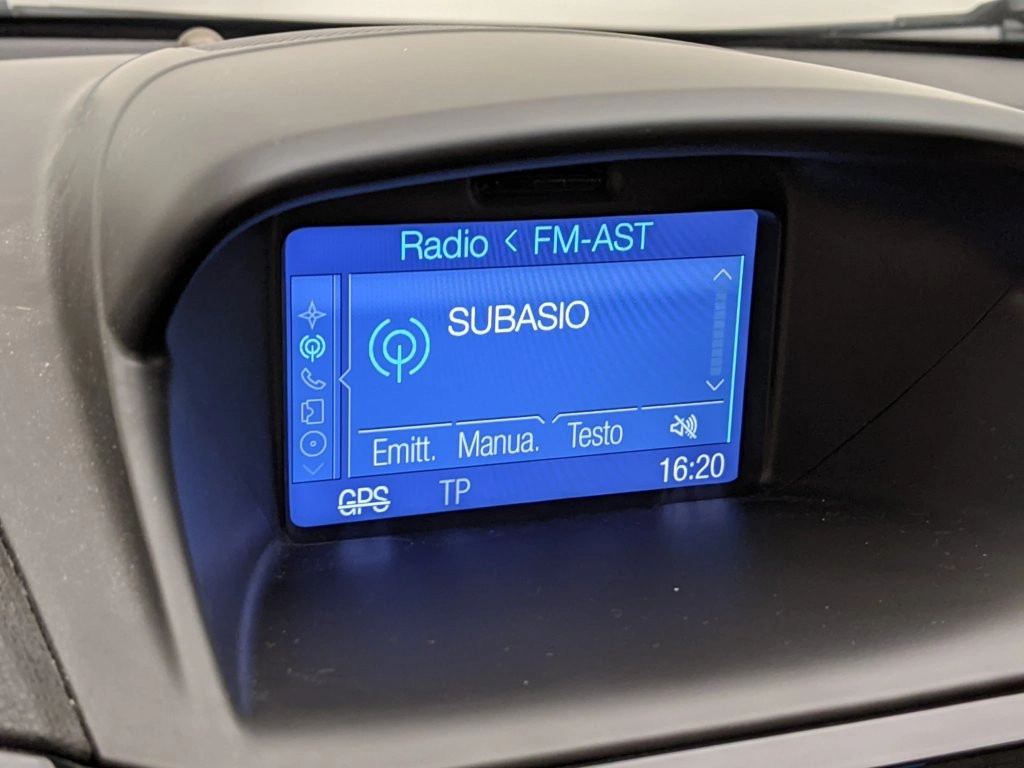 Radio < FM-AST
SUBASIO
Emitt. Manua. Testo
GPS TP 16:20